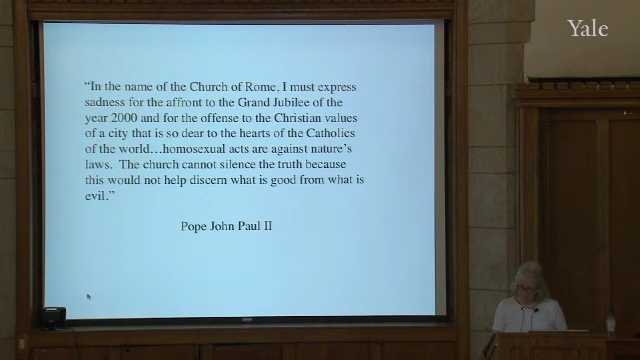 Yale
“In the name of the Church of Rome, I must express
sadness for the affront to the Grand Jubilee of the
year 2000 and for the offense to the Christian values
of a city that is so dear to the hearts of the Catholics
of the world…homosexual acts are against nature’s
laws.  The church cannot silence the truth because
this would not help discern what is good from what is
evil.”
Pope John Paul II